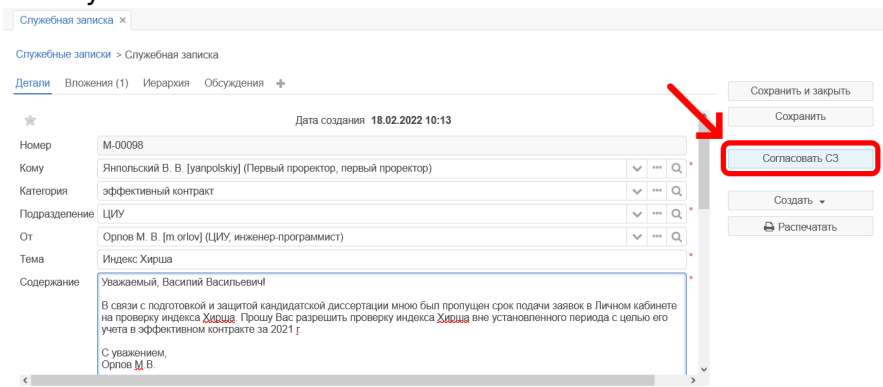 Служебная записка ×
Служебные записки > Служебная записка
Детали Вложения (1) Иерархия Обсуждения
Сохранить и закрыть
Дата создания 18.02.2022 10:13
Сохранить
Номер M-00098
Согласовать СЗ
Кому Янпольский В. В. [yanpolskiy] (Первый проректор, первый проректор) *
Категория эффективный контракт
Создать
Подразделение ЦИУ *
Распечатать
От Орлов М. В. [m.orlov] (ЦИУ, инженер-программист)
Тема Индекс Хирша *
Содержание Уважаемый, Василий Васильевич! *
В связи с подготовкой и защитой кандидатской диссертации мною был пропущен срок подачи заявок в Личном кабинете
на проверку индекса Хирша. Прошу Вас разрешить проверку индекса Хирша вне установленного периода с целью его
учета в эффективном контракте за 2021 г.
С уважением,
Орлов М.В.